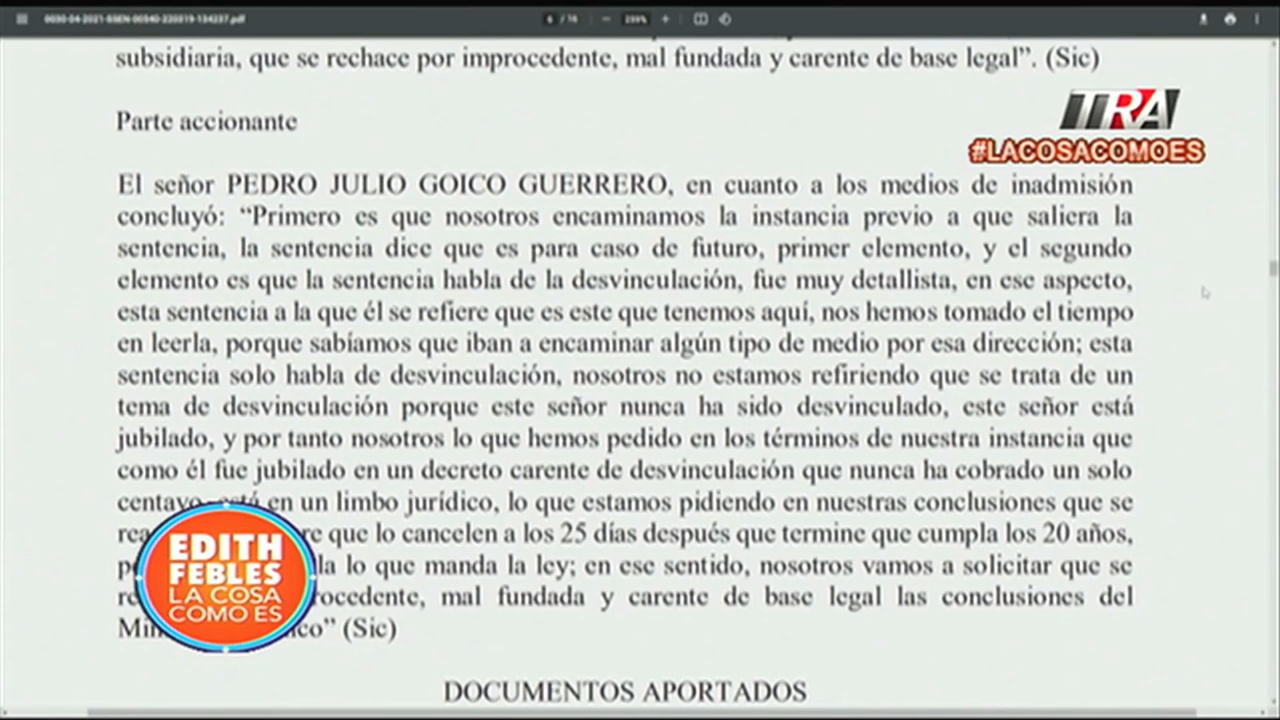 0030-04-2021-SSEN-00540-220319-134237.pdf
6 / 16
239%
subsidiaria, que se rechace por improcedente, mal fundada y carente de base legal”. (Sic)
TRA
#LACOSACOMOES
Parte accionante
El señor PEDRO JULIO GOICO GUERRERO, en cuanto a los medios de inadmisión
concluyó: “Primero es que nosotros encaminamos la instancia previo a que saliera la
sentencia, la sentencia dice que es para caso de futuro, primer elemento, y el segundo
elemento es que la sentencia habla de la desvinculación, fue muy detallista, en ese aspecto,
esta sentencia a la que él se refiere que es este que tenemos aquí, nos hemos tomado el tiempo
en leerla, porque sabíamos que iban a encaminar algún tipo de medio por esa dirección; esta
sentencia solo habla de desvinculación, nosotros no estamos refiriendo que se trata de un
tema de desvinculación porque este señor nunca ha sido desvinculado, este señor está
jubilado, y por tanto nosotros lo que hemos pedido en los términos de nuestra instancia que
como él fue jubilado en un decreto carente de desvinculación que nunca ha cobrado un solo
centavo, está en un limbo jurídico, lo que estamos pidiendo en nuestras conclusiones que se
que lo cancelen a los 25 días después que termine que cumpla los 20 años,
lo que manda la ley; en ese sentido, nosotros vamos a solicitar que se
mal fundada y carente de base legal las conclusiones del
(Sic)
EDITH
FEBLES
LA COSA
COMO ES
DOCUMENTOS APORTADOS